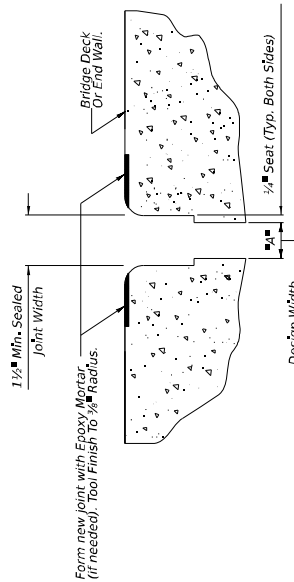 Form new joint with Epoxy Mortar
(if needed). Tool Finish To ⅜" Radius.
1½" Min. Sealed
Joint Width
Bridge Deck
Or End Wall.
¼" Seat (Typ. Both Sides)
"A"
Design Width